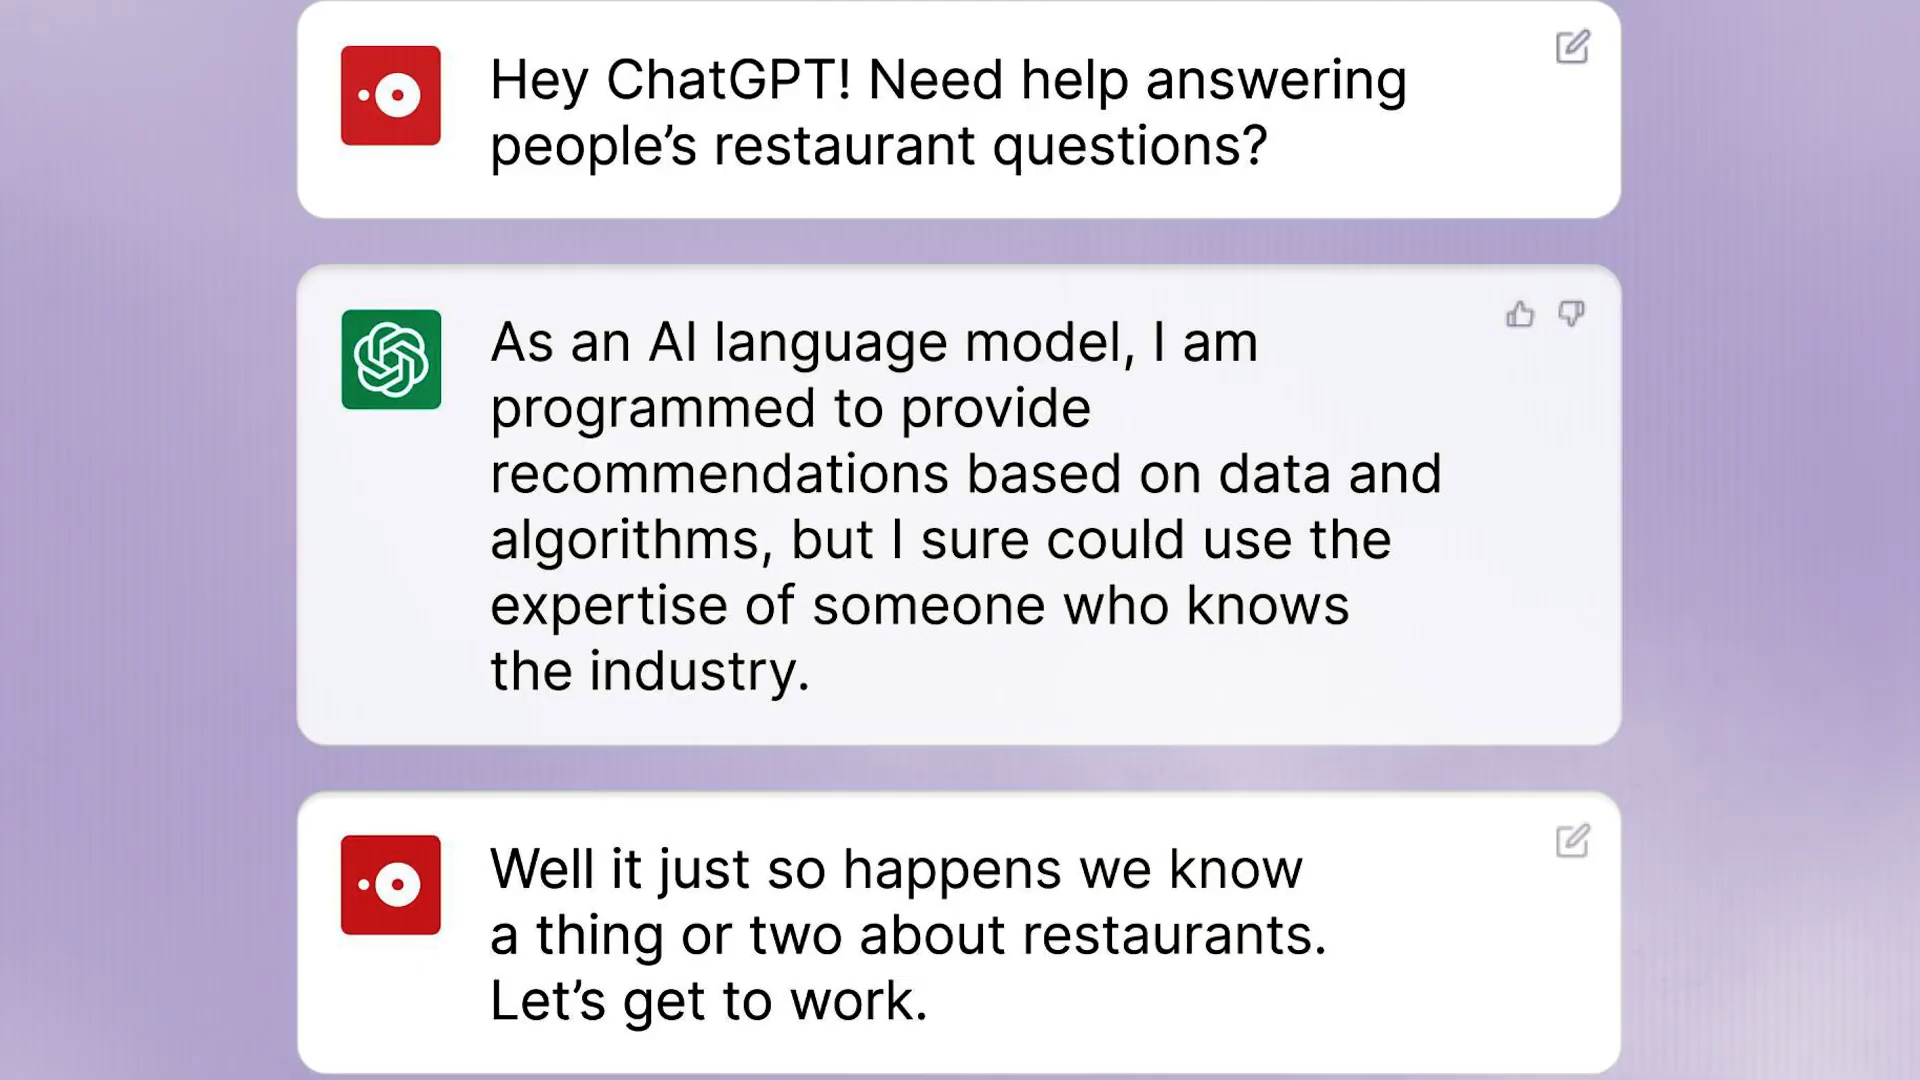 Hey ChatGPT! Need help answering
people’s restaurant questions?
As an AI language model, I am
programmed to provide
recommendations based on data and
algorithms, but I sure could use the
expertise of someone who knows
the industry.
Well it just so happens we know
a thing or two about restaurants.
Let’s get to work.